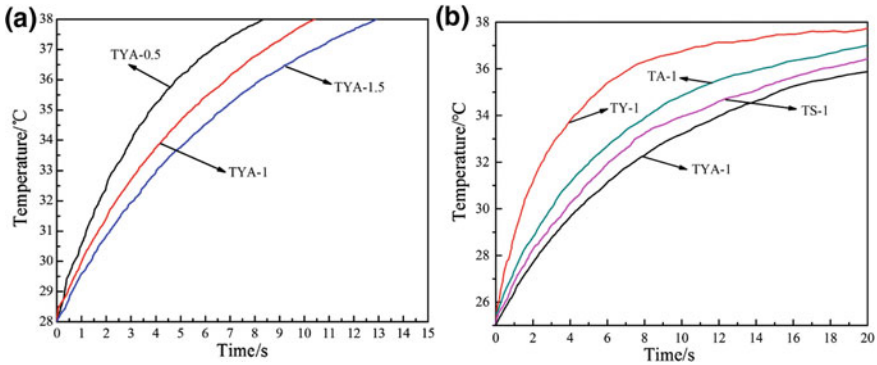 (a)
38
37
36
35
34
33
32
31
30
29
28
Temperature/℃
TYA-0.5
TYA-1.5
TYA-1
0 1 2 3 4 5 6 7 8 9 10 11 12 13 14 15
Time/s
(b)
38
36
34
32
30
28
26
Temperature/°C
TA-1
TY-1
TS-1
TYA-1
0 2 4 6 8 10 12 14 16 18 20
Time/s